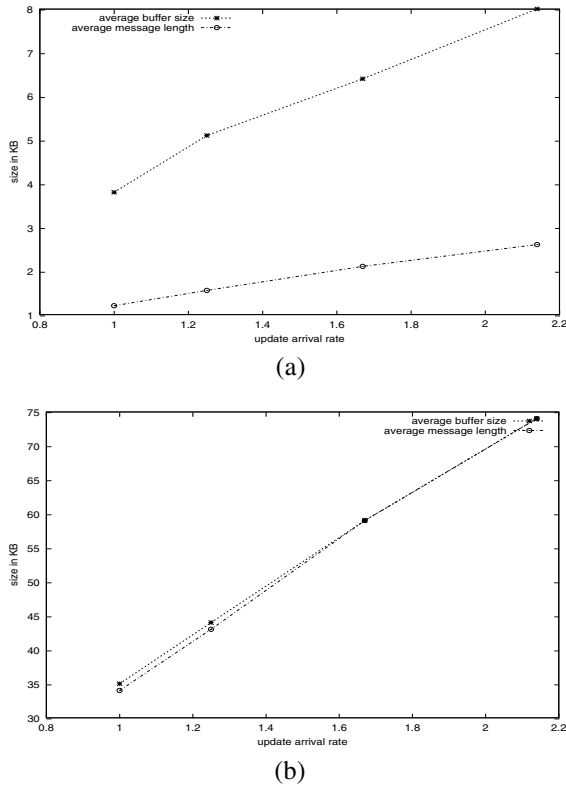 average buffer size
average message length
8
7
6
5
4
3
2
1
size in KB
0.8 1 1.2 1.4 1.6 1.8 2 2.2
update arrival rate
(a)
average buffer size
average message length
75
70
65
60
55
50
45
40
35
30
size in KB
0.8 1 1.2 1.4 1.6 1.8 2 2.2
update arrival rate
(b)